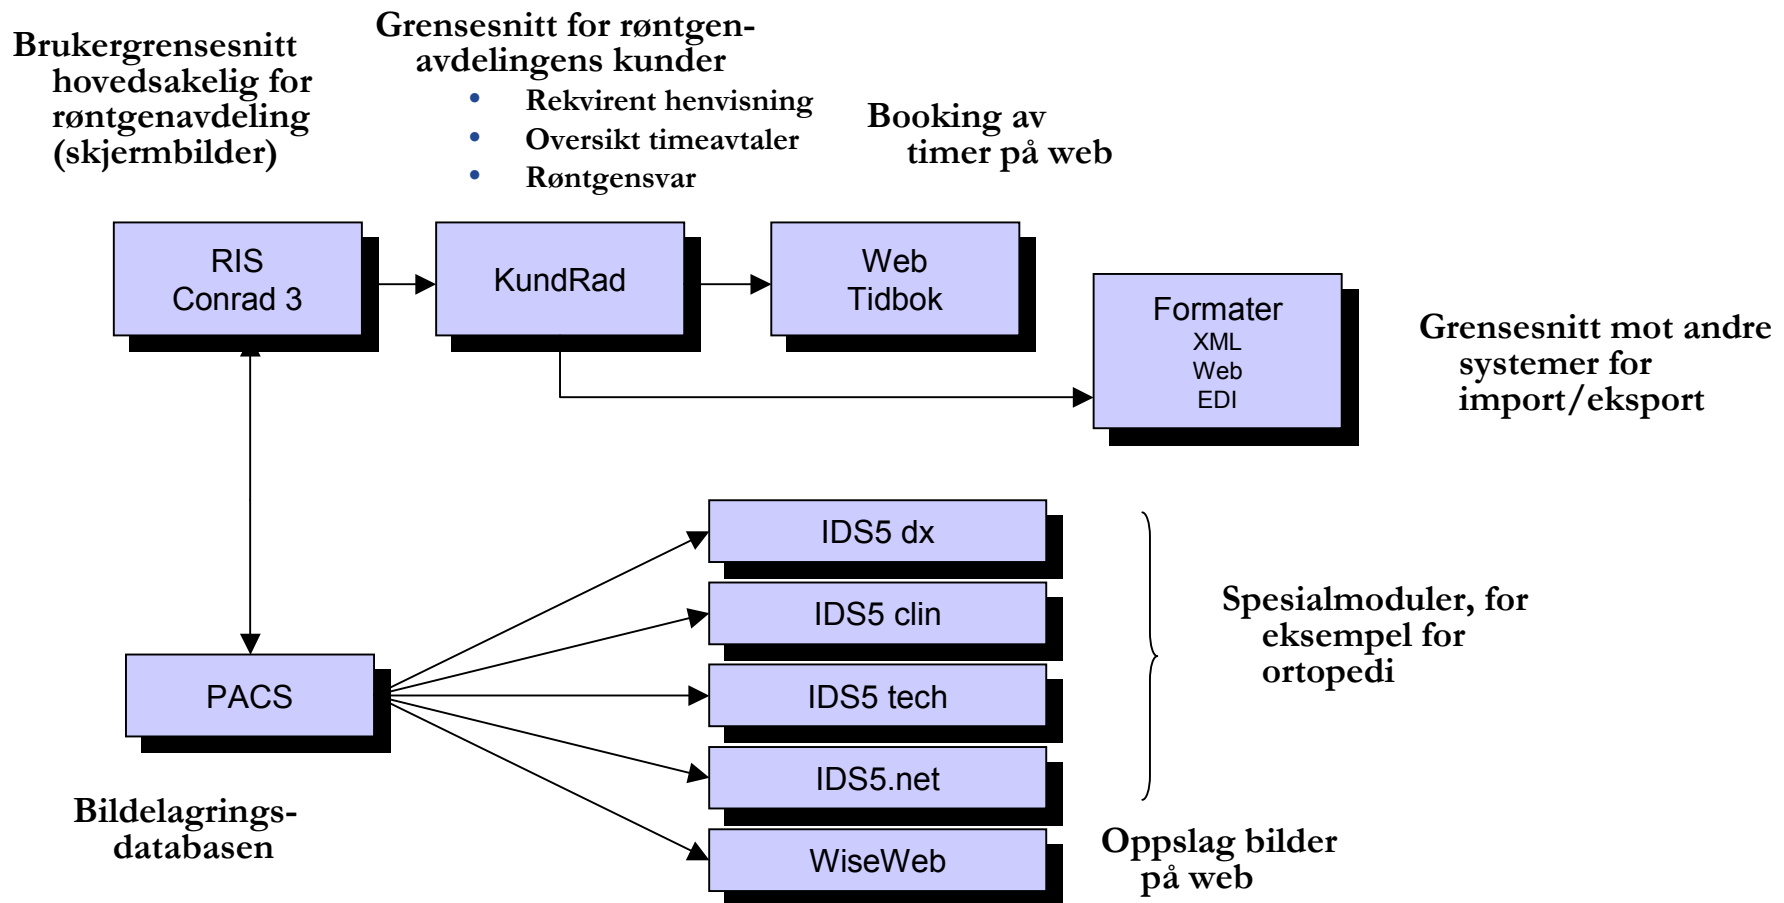 Brukergrensesnitt
hovedsakelig for
røntgenavdeling
(skjermbilder)
Grensesnitt for røntgen-
avdelingens kunder
• Rekvirent henvisning
• Oversikt timeavtaler
• Røntgensvar
Booking av
timer på web
RIS
Conrad 3
KundRad
Web
Tidbok
Formater
XML
Web
EDI
Grensesnitt mot andre
systemer for
import/eksport
PACS
Bildelagrings-
databasen
IDS5 dx
IDS5 clin
IDS5 tech
IDS5.net
WiseWeb
Spesialmoduler, for
eksempel for
ortopedi
Oppslag bilder
på web